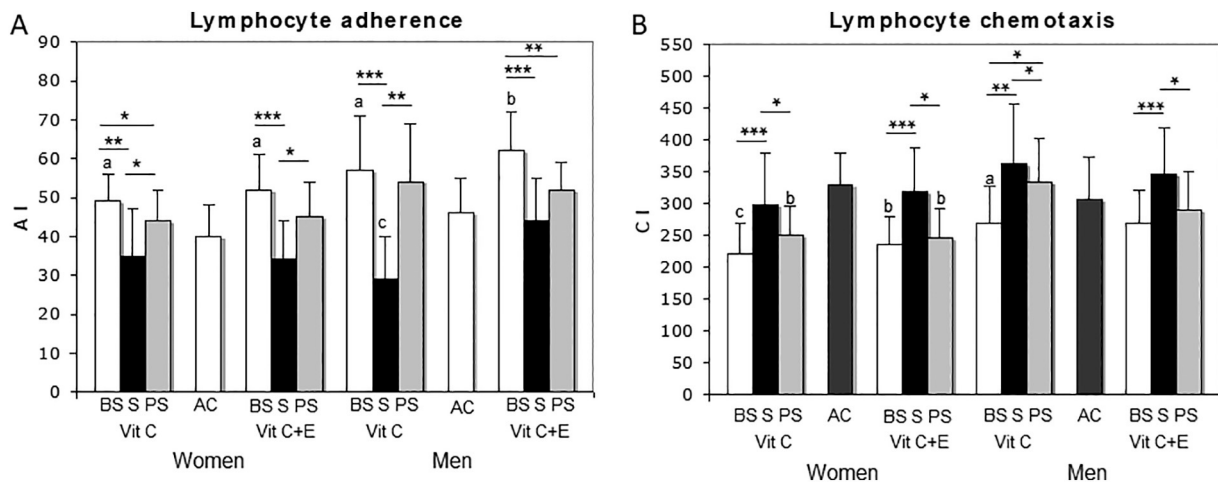 A
Lymphocyte adherence
90
80
70
60
50
40
30
20
10
0
A I
*
**
*
a
***
*
a
***
**
a
c
**
***
b
BS S PS
AC
BS S PS
BS S PS
AC
BS S PS
Vit C
Vit C+E
Vit C
Vit C+E
Women
Men
B
Lymphocyte chemotaxis
550
500
450
400
350
300
250
200
150
100
50
0
C I
*
***
c
b
*
***
b
b
*
*
**
a
*
***
BS S PS
AC
BS S PS
BS S PS
AC
BS S PS
Vit C
Vit C+E
Vit C
Vit C+E
Women
Men